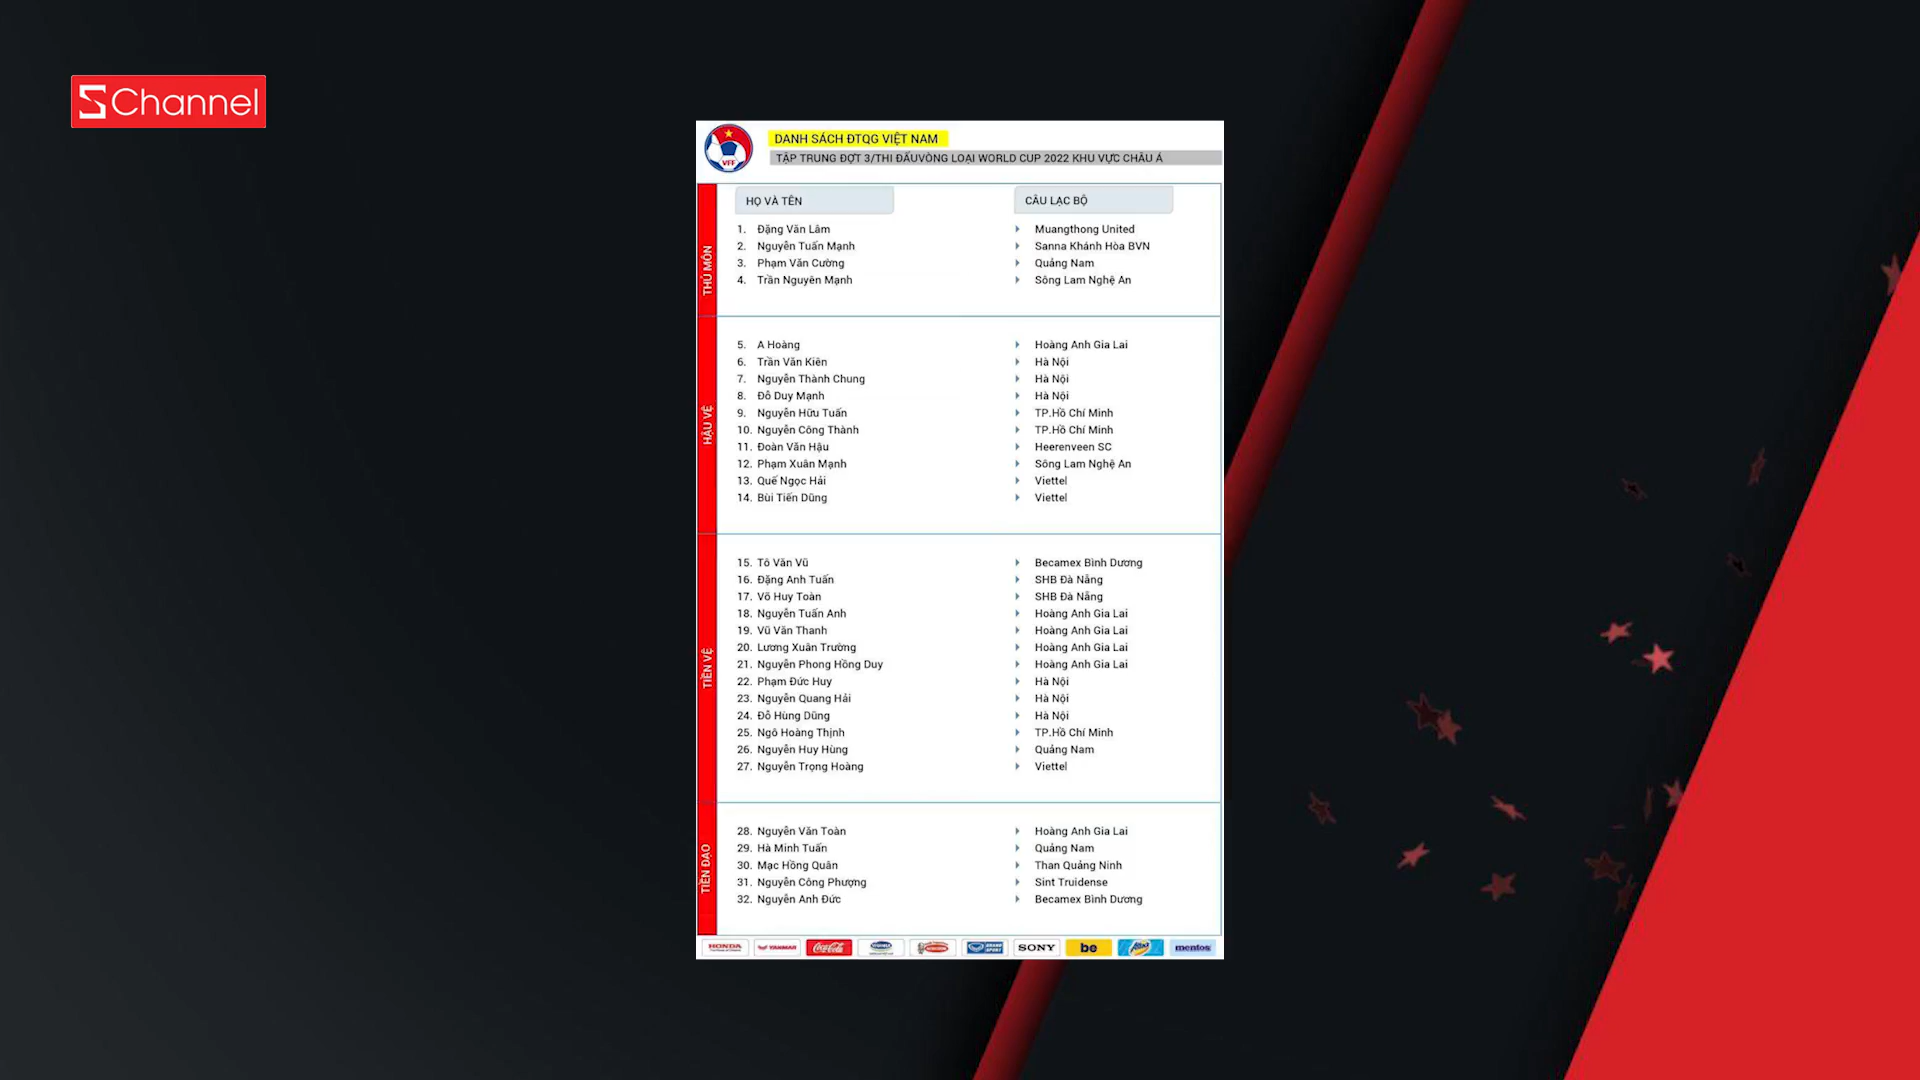 SChannel
VFF
DANH SÁCH ĐTQG VIỆT NAM
TẬP TRUNG ĐỢT 3/THI ĐẤUVÒNG LOẠI WORLD CUP 2022 KHU VỰC CHÂU Á
HỌ VÀ TÊN CÂU LẠC BỘ
THỦ MÔN
1. Đặng Văn Lâm Muangthong United
2. Nguyễn Tuấn Mạnh Sanna Khánh Hòa BVN
3. Phạm Văn Cường Quảng Nam
4. Trần Nguyên Mạnh Sông Lam Nghệ An
HẬU VỆ
5. A Hoàng Hoàng Anh Gia Lai
6. Trần Văn Kiên Hà Nội
7. Nguyễn Thành Chung Hà Nội
8. Đỗ Duy Mạnh Hà Nội
9. Nguyễn Hữu Tuấn TP.Hồ Chí Minh
10. Nguyễn Công Thành TP.Hồ Chí Minh
11. Đoàn Văn Hậu Heerenveen SC
12. Phạm Xuân Mạnh Sông Lam Nghệ An
13. Quế Ngọc Hải Viettel
14. Bùi Tiến Dũng Viettel
TIỀN VỆ
15. Tô Văn Vũ Becamex Bình Dương
16. Đặng Anh Tuấn SHB Đà Nẵng
17. Võ Huy Toàn SHB Đà Nẵng
18. Nguyễn Tuấn Anh Hoàng Anh Gia Lai
19. Vũ Văn Thanh Hoàng Anh Gia Lai
20. Lương Xuân Trường Hoàng Anh Gia Lai
21. Nguyễn Phong Hồng Duy Hoàng Anh Gia Lai
22. Phạm Đức Huy Hà Nội
23. Nguyễn Quang Hải Hà Nội
24. Đỗ Hùng Dũng Hà Nội
25. Ngô Hoàng Thịnh TP.Hồ Chí Minh
26. Nguyễn Huy Hùng Quảng Nam
27. Nguyễn Trọng Hoàng Viettel
TIỀN ĐẠO
28. Nguyễn Văn Toàn Hoàng Anh Gia Lai
29. Hà Minh Tuấn Quảng Nam
30. Mạc Hồng Quân Than Quảng Ninh
31. Nguyễn Công Phượng Sint Truidense
32. Nguyễn Anh Đức Becamex Bình Dương
HONDA YANMAR Coca-Cola SONY be mentos